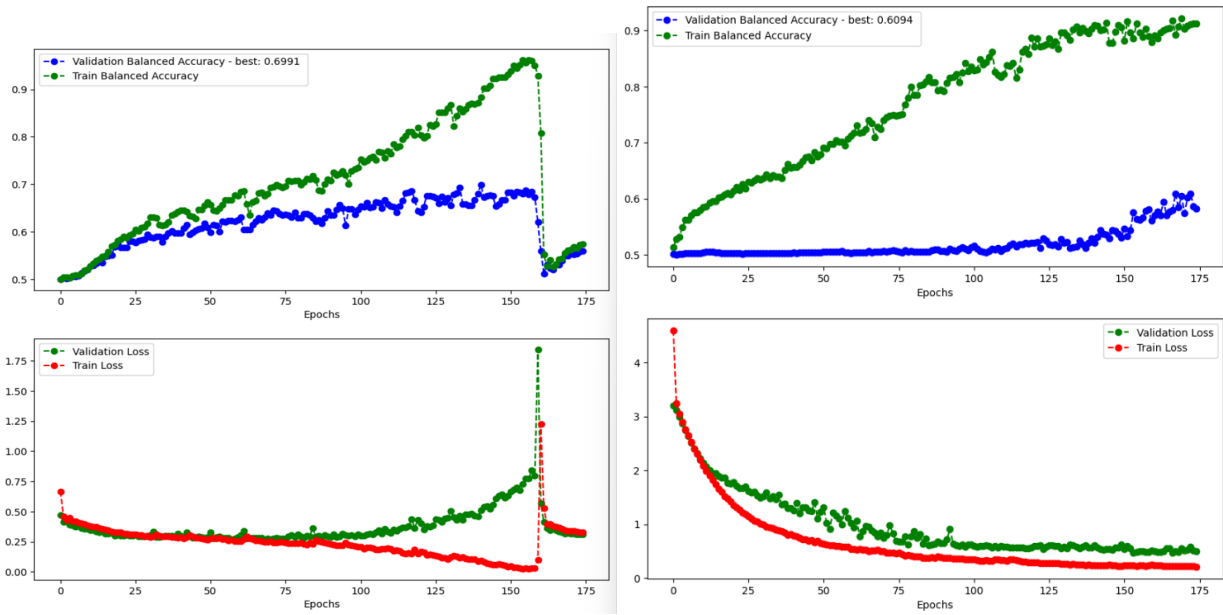 Validation Balanced Accuracy - best: 0.6991
Train Balanced Accuracy
0.9
0.8
0.7
0.6
0.5
0 25 50 75 100 125 150 175
Epochs
Validation Loss
Train Loss
1.75
1.50
1.25
1.00
0.75
0.50
0.25
0.00
0 25 50 75 100 125 150 175
Epochs
Validation Balanced Accuracy - best: 0.6094
Train Balanced Accuracy
0.9
0.8
0.7
0.6
0.5
0 25 50 75 100 125 150 175
Epochs
Validation Loss
Train Loss
4
3
2
1
0
0 25 50 75 100 125 150 175
Epochs